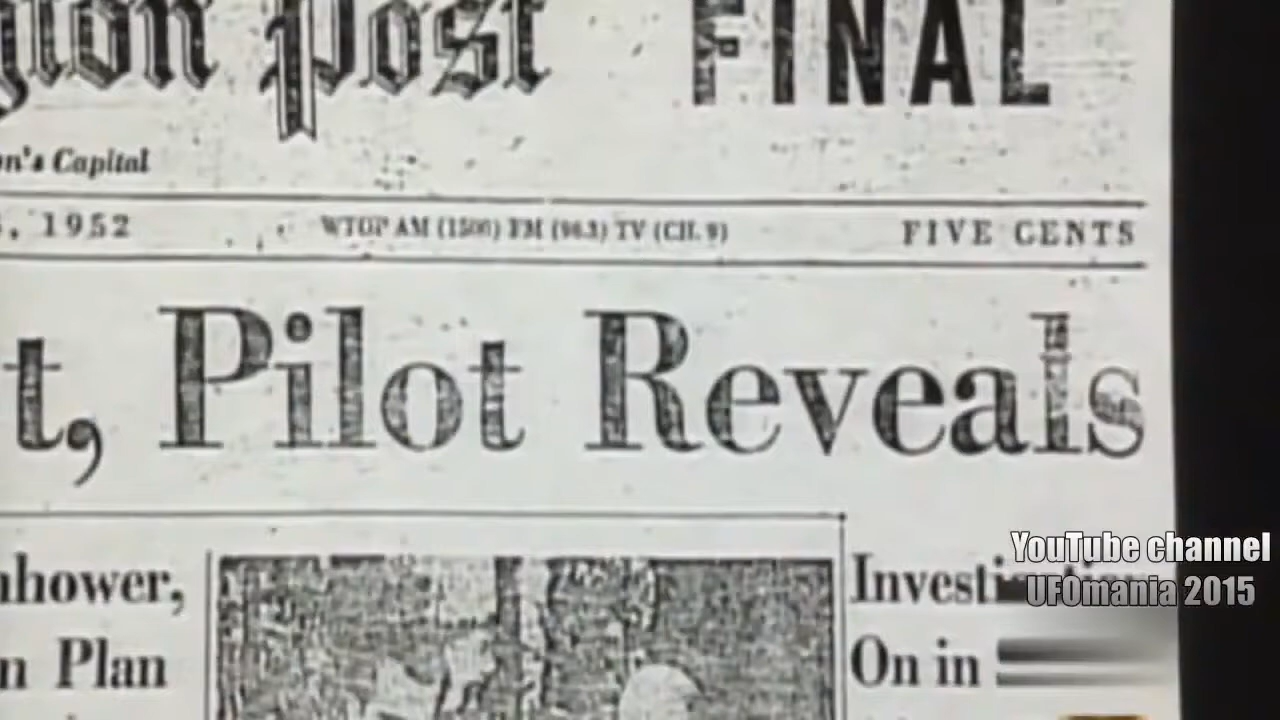 gton Post FINAL
n's Capital
, 1952 WTOP AM (1500) FM (96.3) TV (CH. 9) FIVE CENTS
t, Pilot Reveals
nhower,
n Plan
Investi
On in
YouTube channel
UFOmania 2015